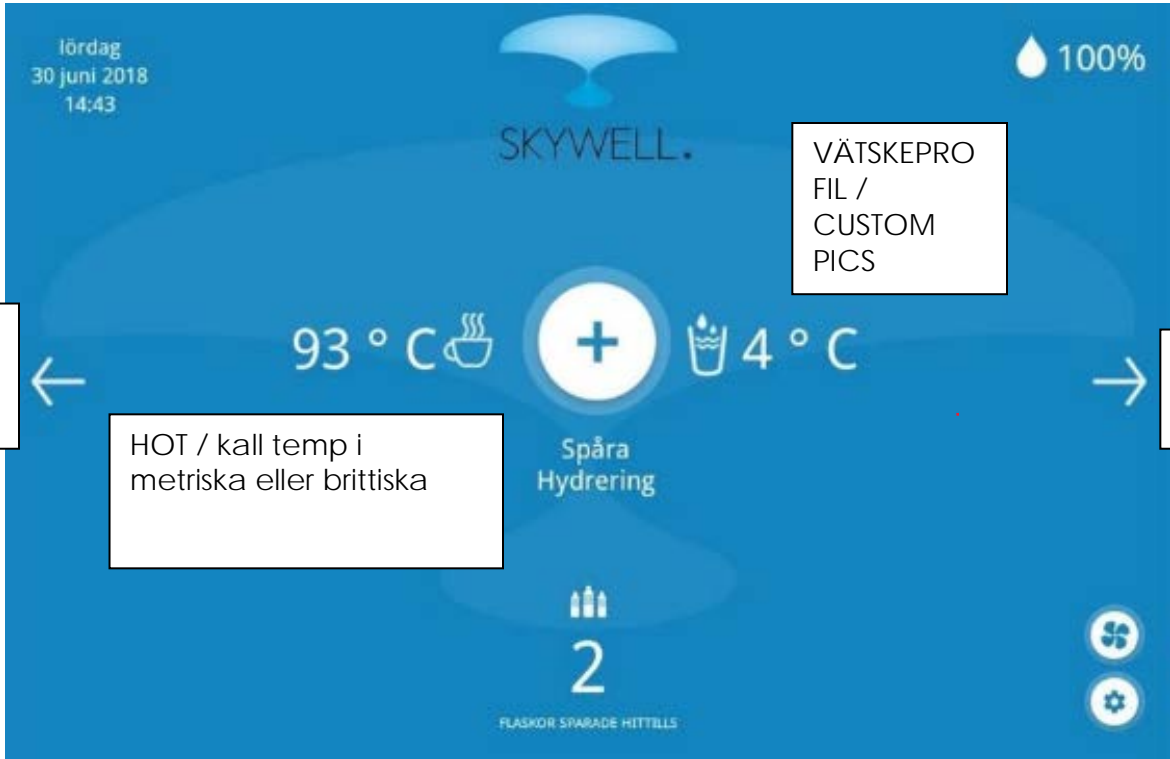 lördag
30 juni 2018
14:43
100%
SKYWELL.
VÄTSKEPRO
FIL /
CUSTOM
PICS
93 ° C
4 ° C
HOT / kall temp i
metriska eller brittiska
Spåra
Hydrering
2
FLASKOR SPARADE HITTILLS